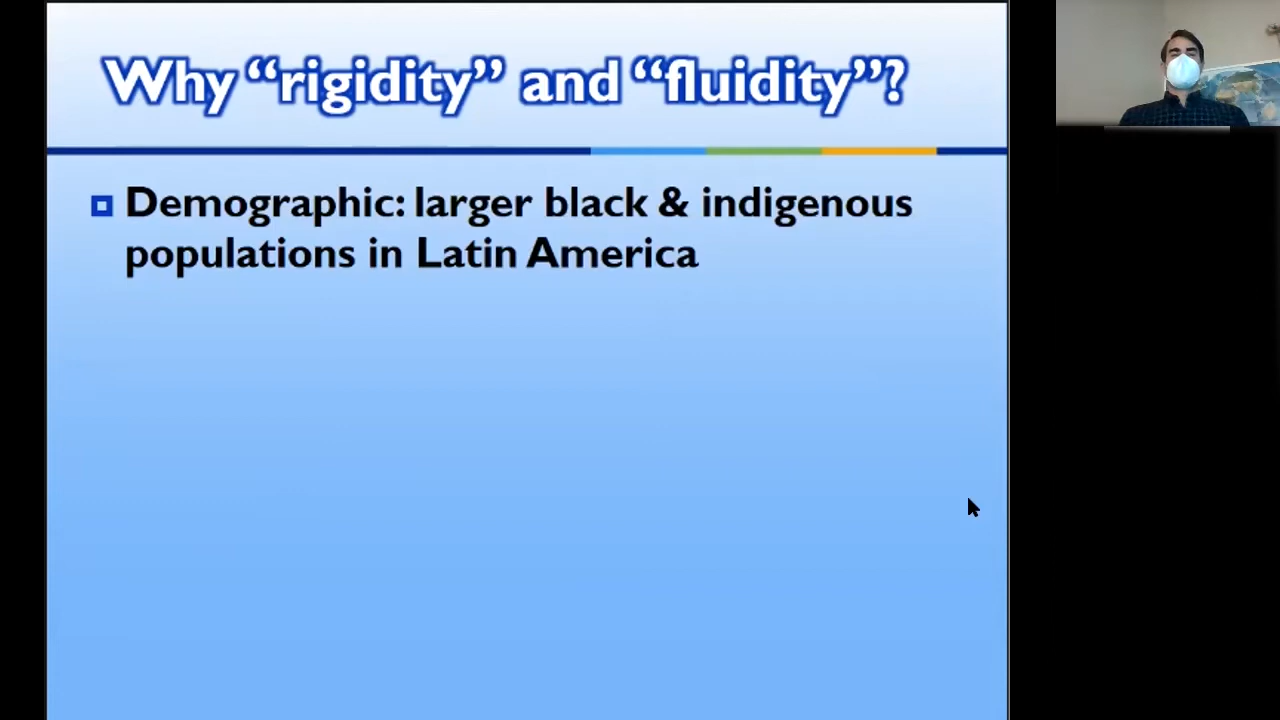 Why “rigidity” and “fluidity”?
Demographic: larger black & indigenous
populations in Latin America